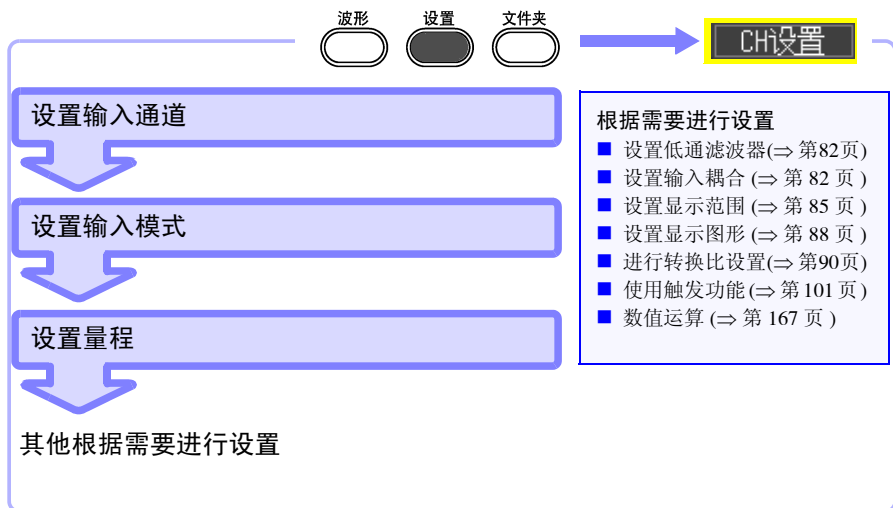 波形 设置 文件夹
CH设置
设置输入通道
设置输入模式
设置量程
其他根据需要进行设置
根据需要进行设置
■ 设置低通滤波器(⇒ 第82页)
■ 设置输入耦合 (⇒ 第 82 页 )
■ 设置显示范围 (⇒ 第 85 页 )
■ 设置显示图形 (⇒ 第 88 页 )
■ 进行转换比设置(⇒ 第90页)
■ 使用触发功能 (⇒ 第 101 页 )
■ 数值运算 (⇒ 第 167 页 )